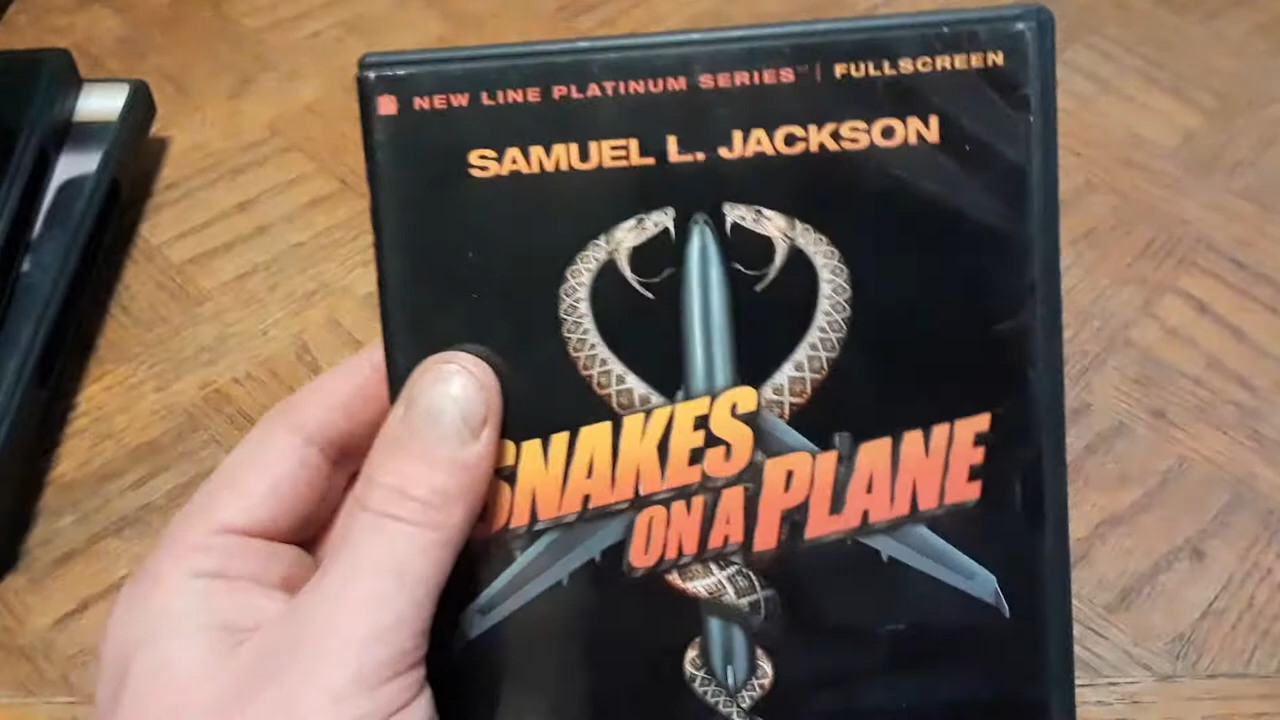 NEW LINE PLATINUM SERIES™ | FULLSCREEN
SAMUEL L. JACKSON
SNAKES
ON A PLANE